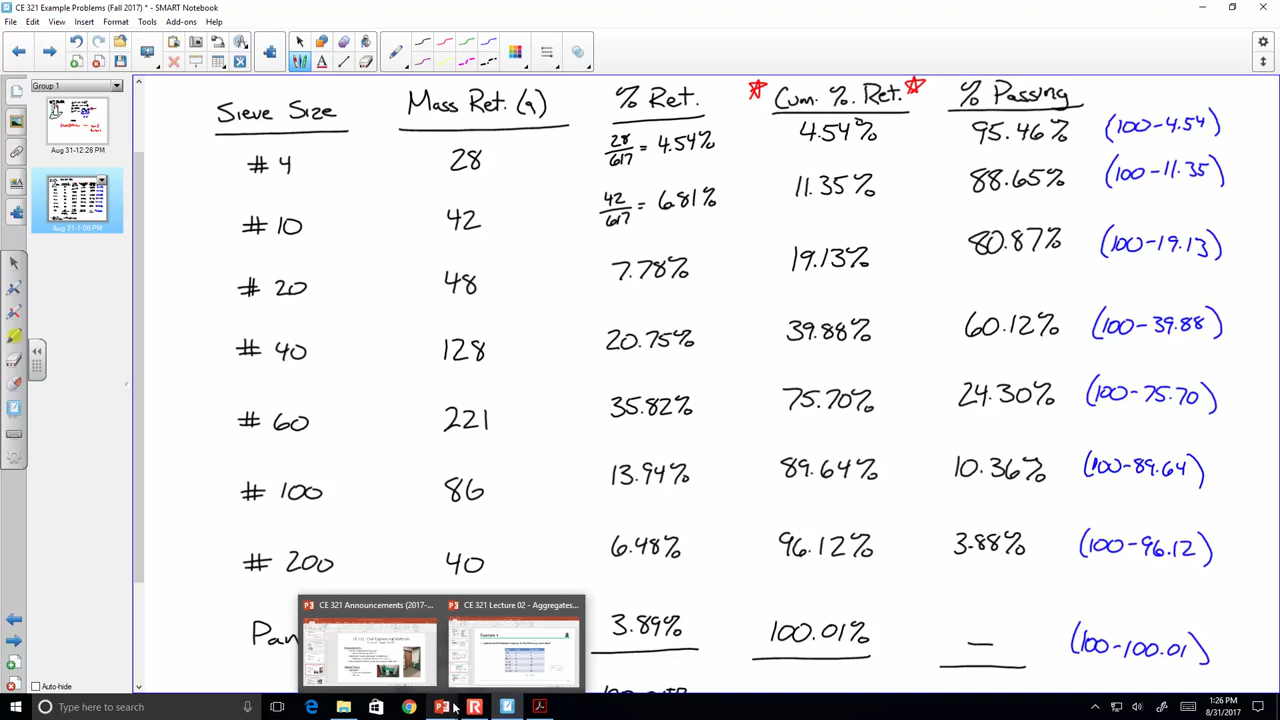 CE 321 Example Problems (Fall 2017) * - SMART Notebook
File Edit View Insert Format Tools Add-ons Help
Group 1
Aug 31-12:26 PM
Aug 31-1:00 PM
Sieve Size Mass Ret. (g) % Ret. ☆ Cum. %. Ret. ☆ % Passing
# 4 28 28/617 = 4.54% 4.54% 95.46% (100-4.54)
# 10 42 42/617 = 6.81% 11.35% 88.65% (100-11.35)
# 20 48 7.78% 19.13% 80.87% (100-19.13)
# 40 128 20.75% 39.88% 60.12% (100-39.88)
# 60 221 35.82% 75.70% 24.30% (100-75.70)
# 100 86 13.94% 89.64% 10.36% (100-89.64)
# 200 40 6.48% 96.12% 3.88% (100-96.12)
Pan 3.89% 100.01% — (100-100.01)
CE 321 Announcements (2017-... CE 321 Lecture 02 - Aggregates...
Auto-hide
Type here to search
1:26 PM
8/31/2017